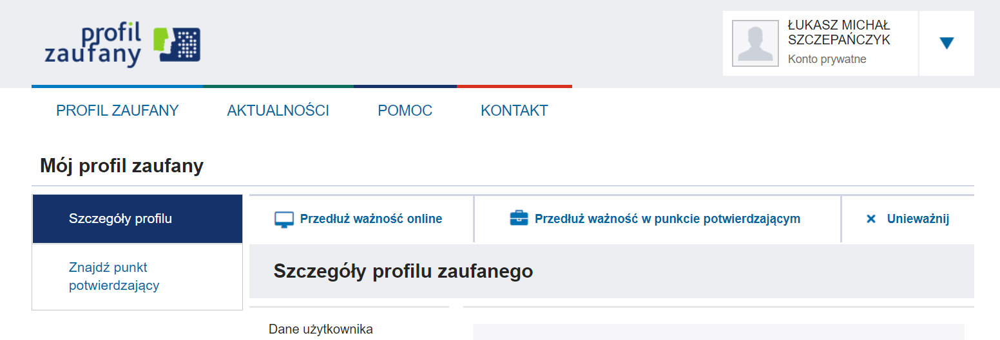 profil
zaufany
ŁUKASZ MICHAŁ
SZCZEPAŃCZYK
Konto prywatne
PROFIL ZAUFANY
AKTUALNOŚCI
POMOC
KONTAKT
Mój profil zaufany
Szczegóły profilu
Znajdź punkt
potwierdzający
Przedłuż ważność online
Przedłuż ważność w punkcie potwierdzającym
Unieważnij
Szczegóły profilu zaufanego
Dane użytkownika